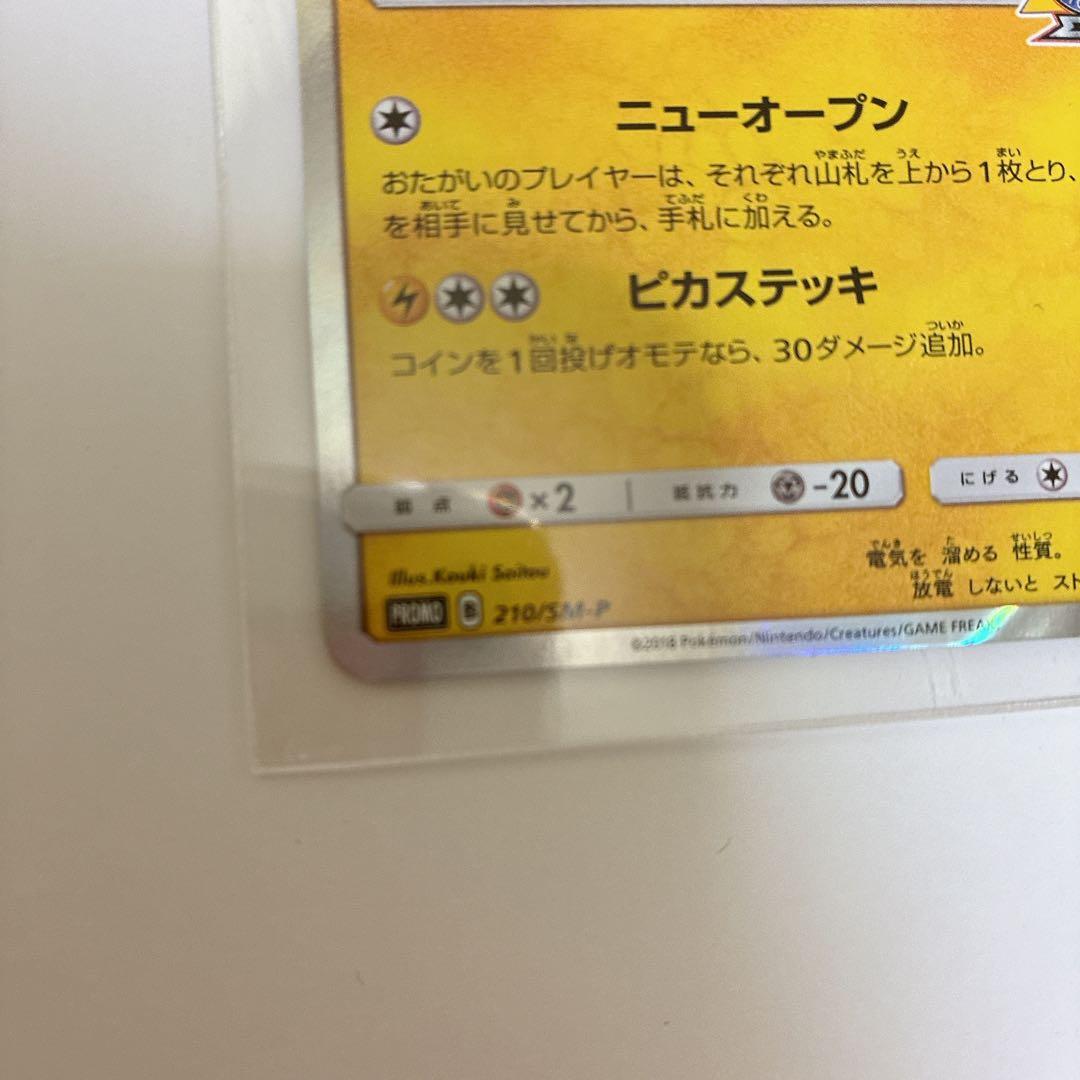 ニューオープン
おたがいのプレイヤーは、それぞれ山札を上から1枚とり、
を相手に見せてから、手札に加える。
ピカステッキ
コインを1回投げオモテなら、30ダメージ追加。
弱点 ×2 抵抗力 -20 にげる
電気を 溜める 性質。
放電 しないと スト
Illus. Kouki Saitou
PROMO B 210/SM-P
©2018 Pokémon/Nintendo/Creatures/GAME FREAK